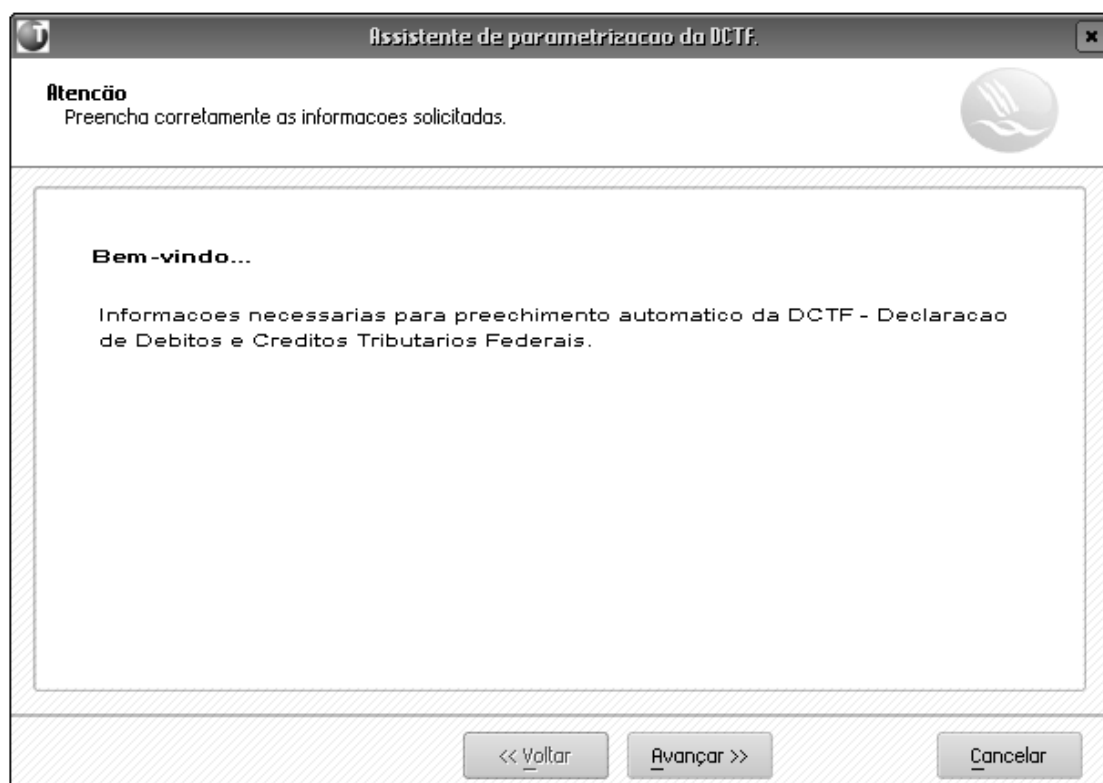 Assistente de parametrizacao da DCTF.
Atencão
Preencha corretamente as informacoes solicitadas.
Bem-vindo...
Informacoes necessarias para preechimento automatico da DCTF - Declaracao
de Debitos e Creditos Tributarios Federais.
<< Voltar
Avançar >>
Cancelar